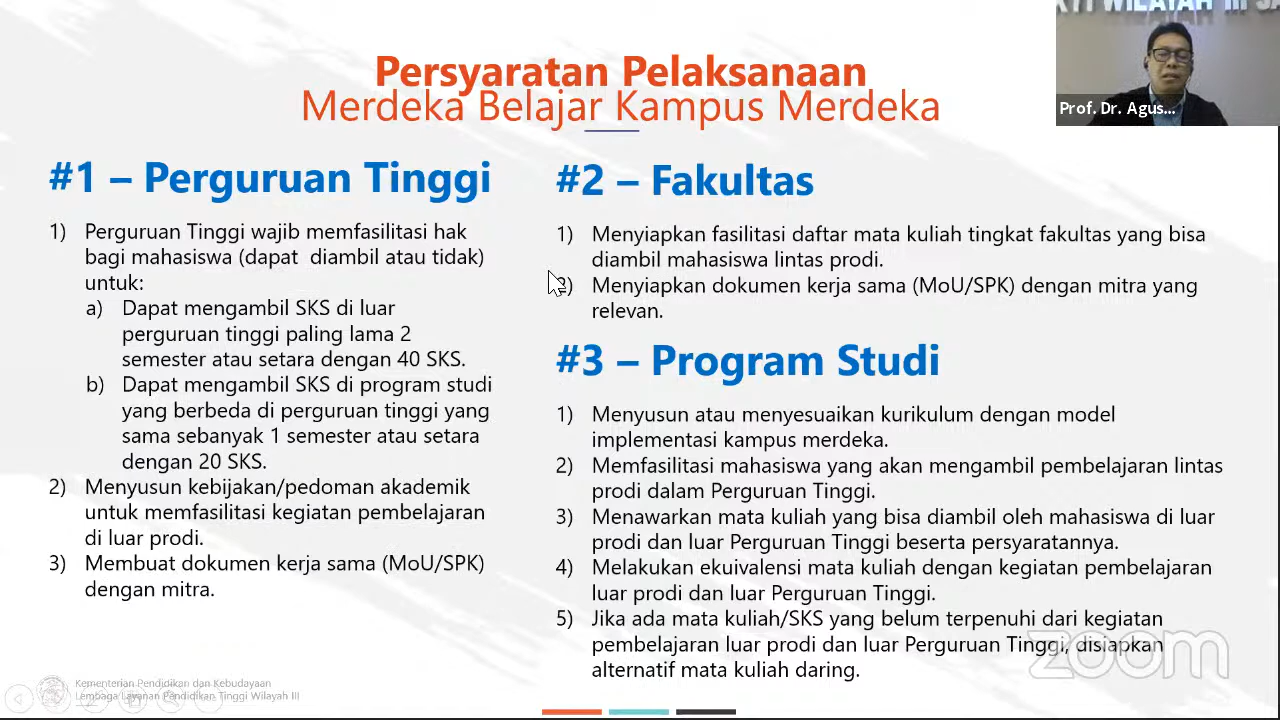 KTI WILAYAH III
Prof. Dr. Agus...
Persyaratan Pelaksanaan
Merdeka Belajar Kampus Merdeka
#1 – Perguruan Tinggi
1) Perguruan Tinggi wajib memfasilitasi hak
bagi mahasiswa (dapat diambil atau tidak)
untuk:
a) Dapat mengambil SKS di luar
perguruan tinggi paling lama 2
semester atau setara dengan 40 SKS.
b) Dapat mengambil SKS di program studi
yang berbeda di perguruan tinggi yang
sama sebanyak 1 semester atau setara
dengan 20 SKS.
2) Menyusun kebijakan/pedoman akademik
untuk memfasilitasi kegiatan pembelajaran
di luar prodi.
3) Membuat dokumen kerja sama (MoU/SPK)
dengan mitra.
#2 – Fakultas
1) Menyiapkan fasilitasi daftar mata kuliah tingkat fakultas yang bisa
diambil mahasiswa lintas prodi.
2) Menyiapkan dokumen kerja sama (MoU/SPK) dengan mitra yang
relevan.
#3 – Program Studi
1) Menyusun atau menyesuaikan kurikulum dengan model
implementasi kampus merdeka.
2) Memfasilitasi mahasiswa yang akan mengambil pembelajaran lintas
prodi dalam Perguruan Tinggi.
3) Menawarkan mata kuliah yang bisa diambil oleh mahasiswa di luar
prodi dan luar Perguruan Tinggi beserta persyaratannya.
4) Melakukan ekuivalensi mata kuliah dengan kegiatan pembelajaran
luar prodi dan luar Perguruan Tinggi.
5) Jika ada mata kuliah/SKS yang belum terpenuhi dari kegiatan
pembelajaran luar prodi dan luar Perguruan Tinggi, disiapkan
alternatif mata kuliah daring.
zoom
Kementerian Pendidikan dan Kebudayaan
Lembaga Layanan Pendidikan Tinggi Wilayah III